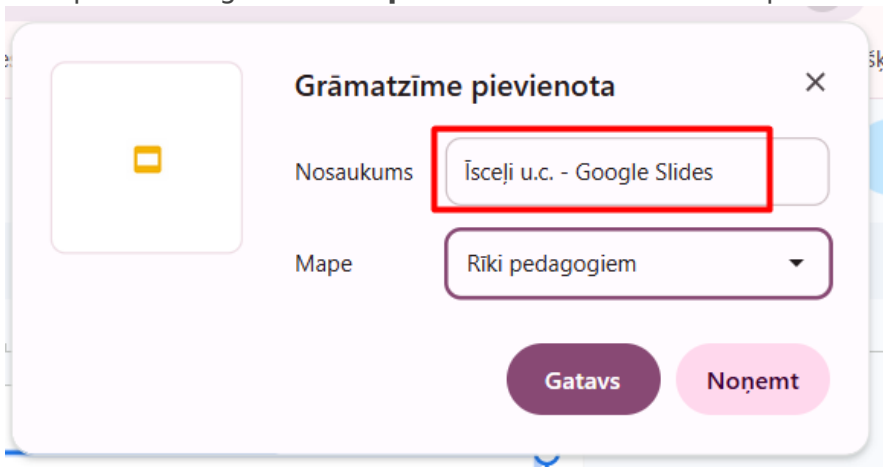 Grāmatzīme pievienota
Nosaukums Īsceļi u.c. - Google Slides
Mape Rīki pedagogiem
Gatavs Noņemt